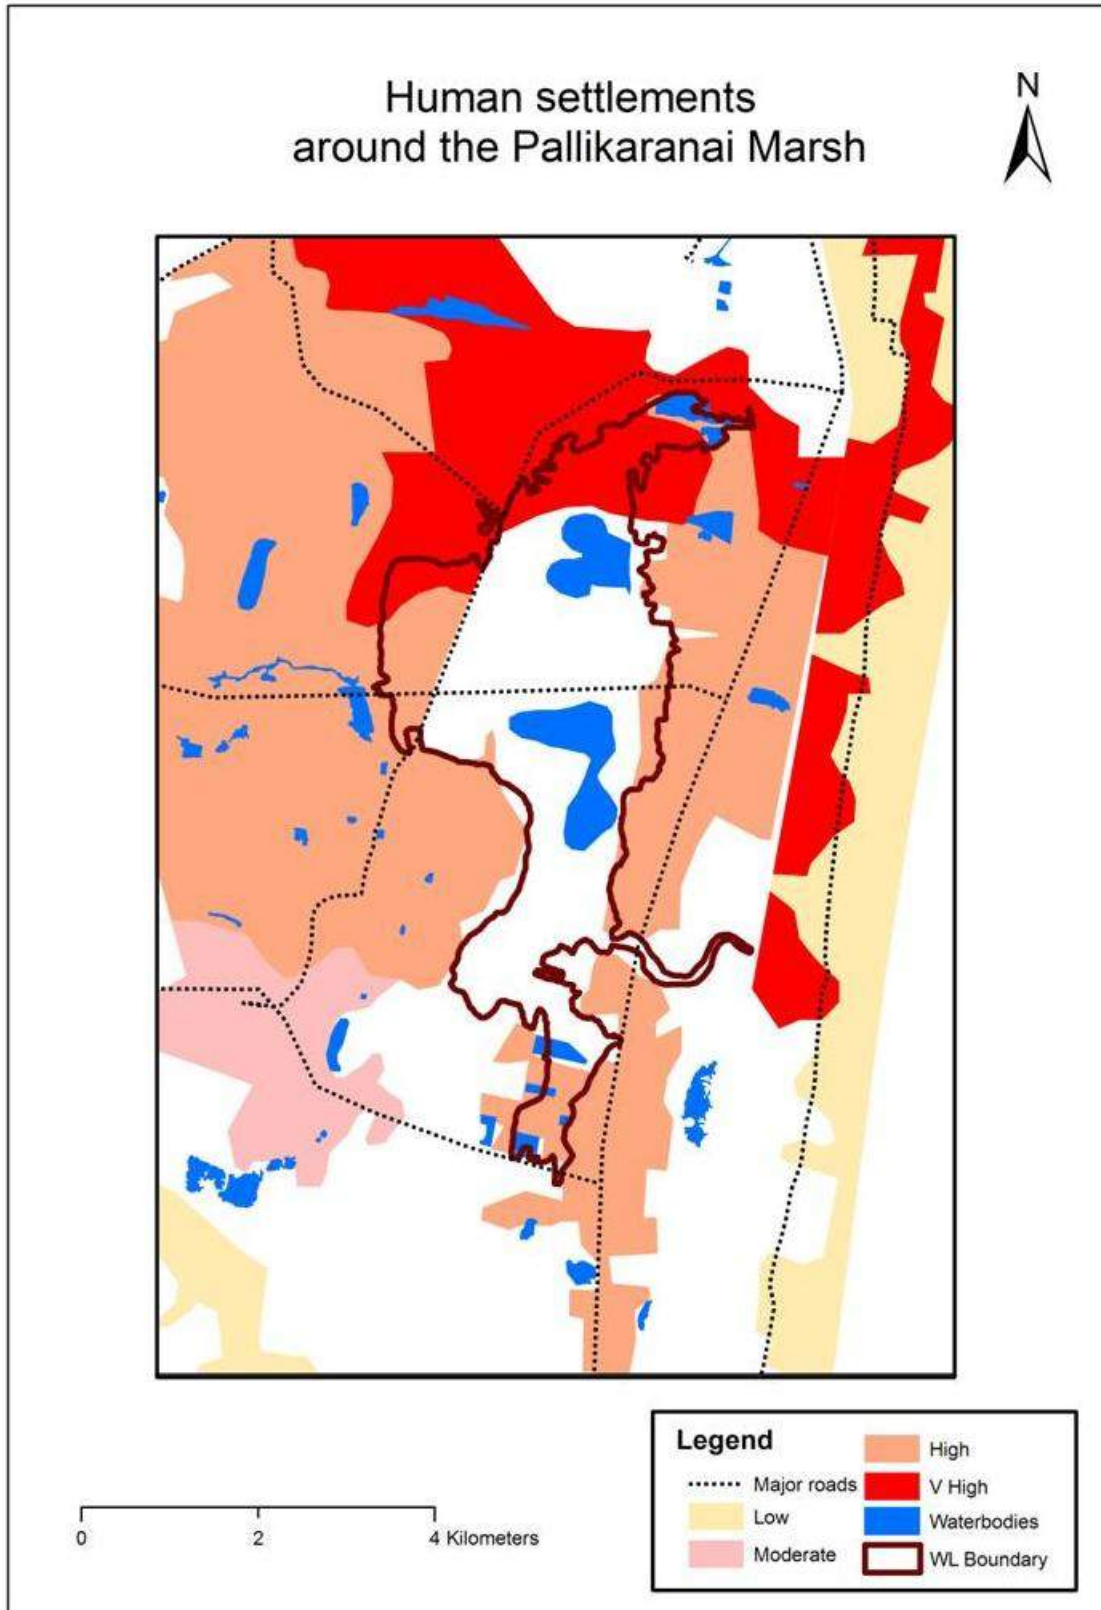 Human settlements
around the Pallikaranai Marsh
N
Legend
Major roads
Low
Moderate
High
V High
Waterbodies
WL Boundary
0 2 4 Kilometers